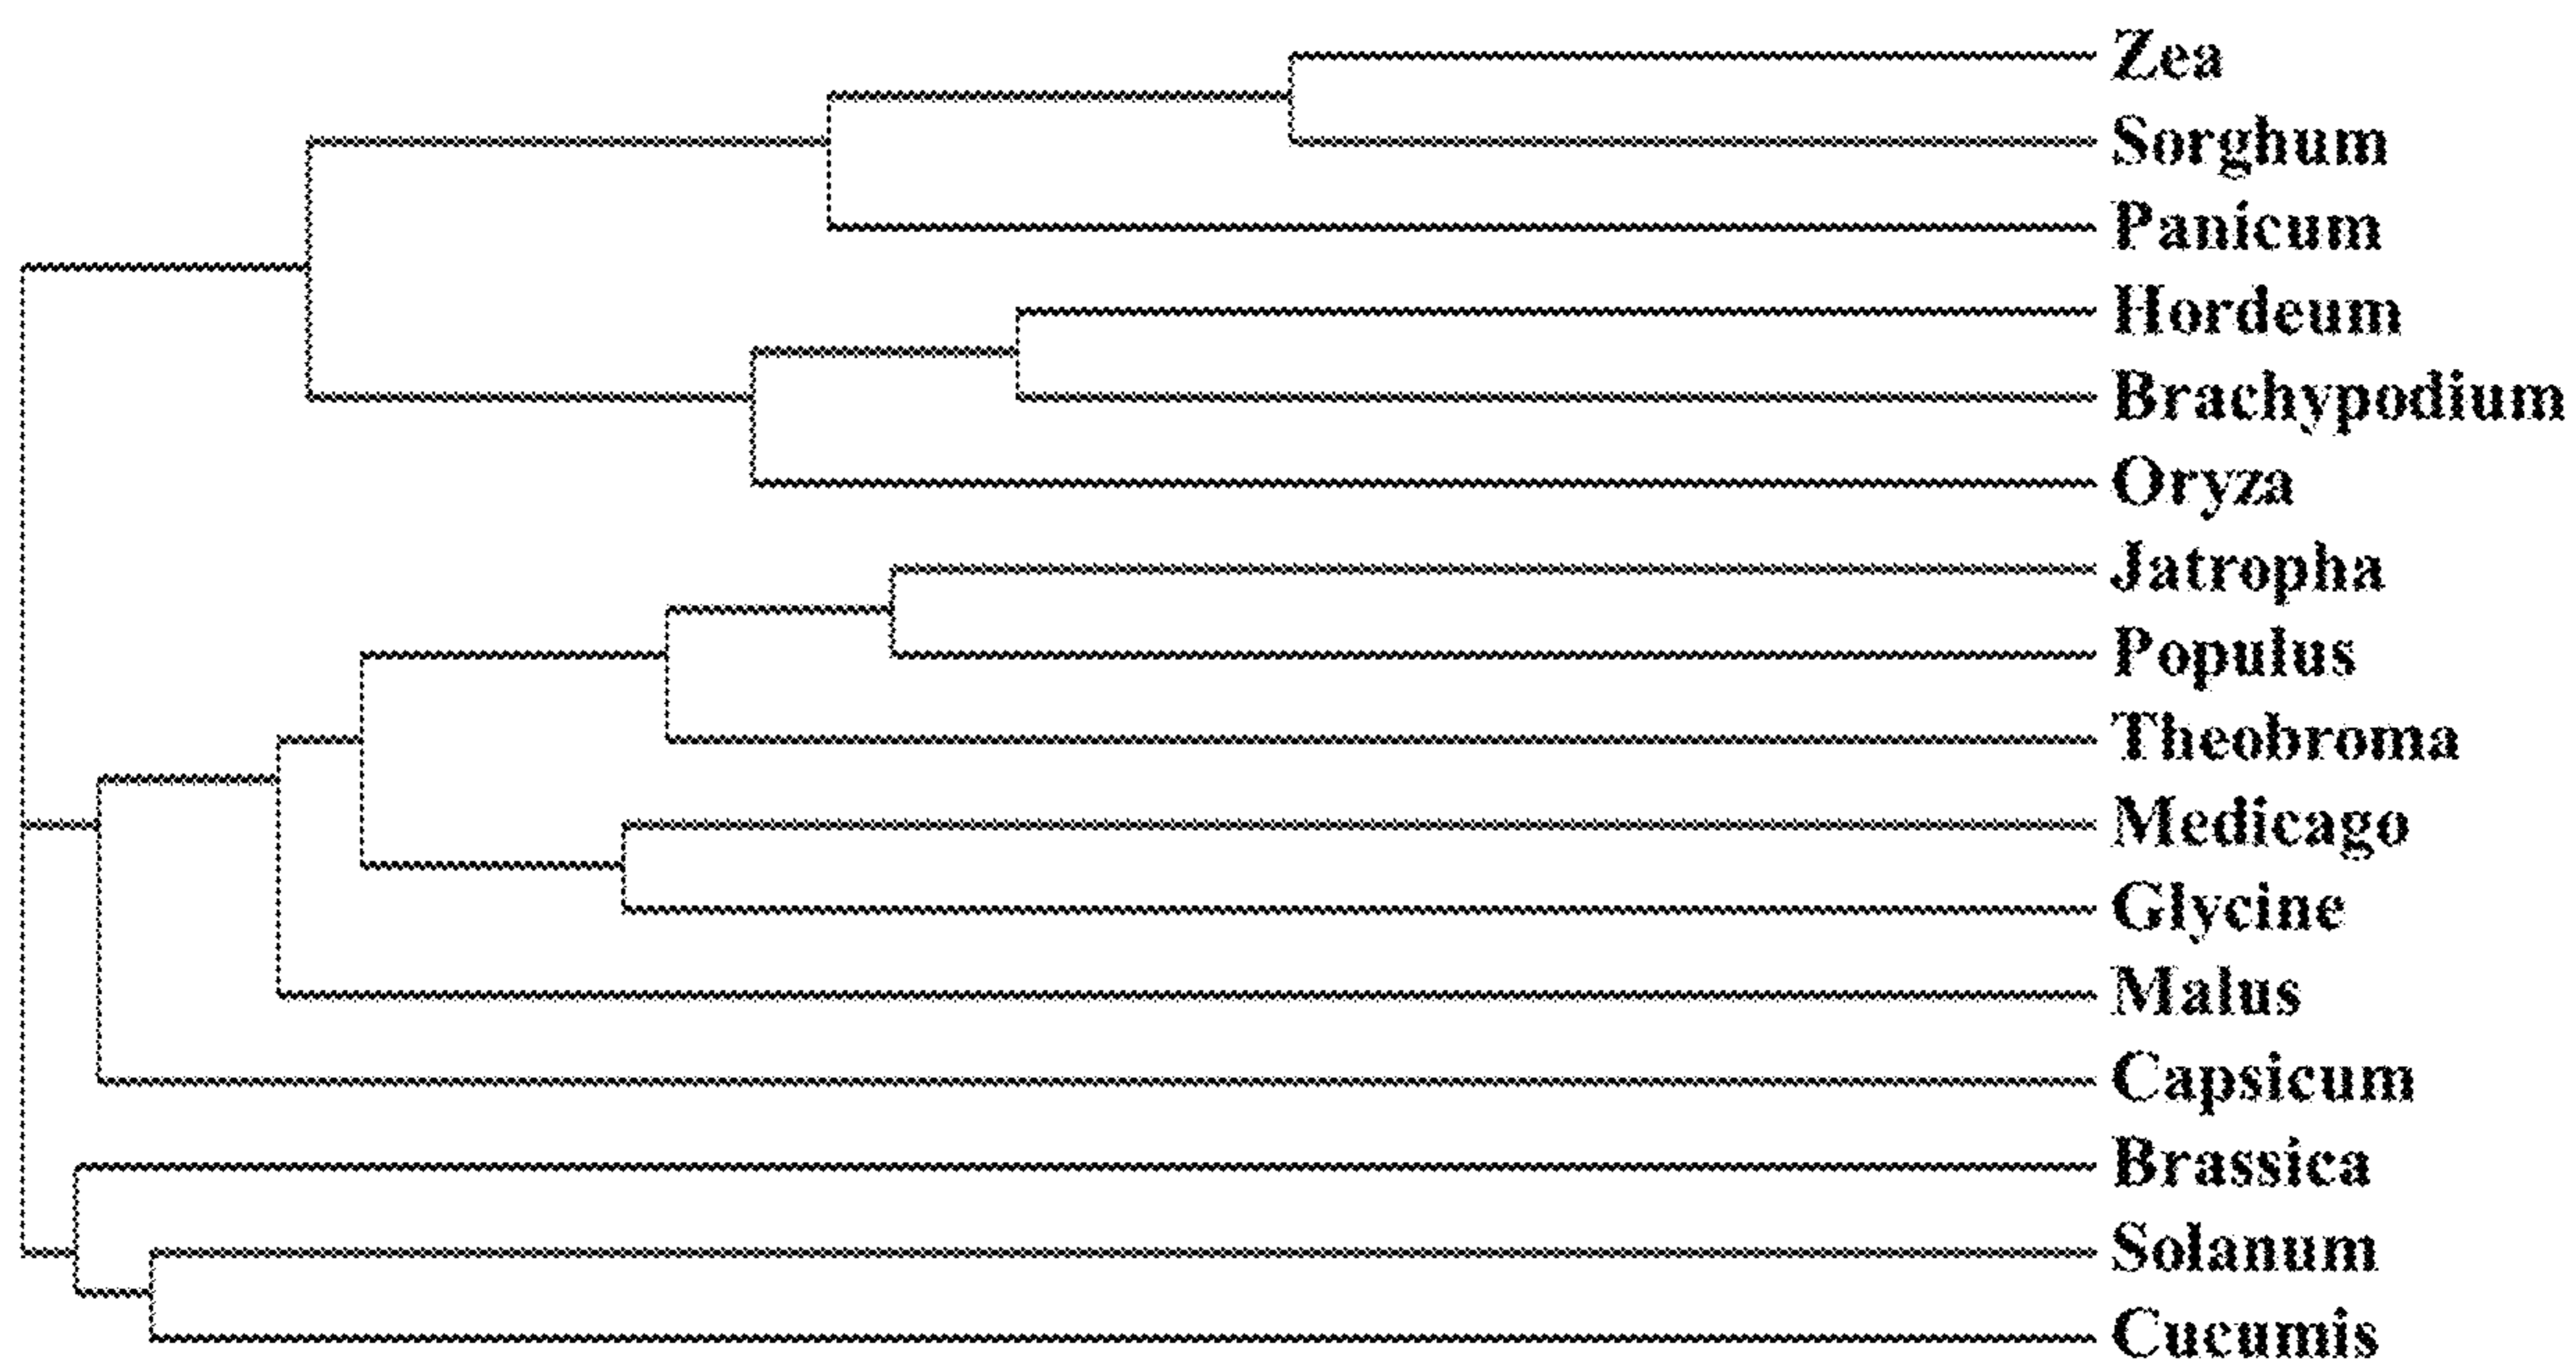 Zea
Sorghum
Panicum
Hordeum
Brachypodium
Oryza
Jatropha
Populus
Theobroma
Medicago
Glycine
Malus
Capsicum
Brassica
Solanum
Cucumis